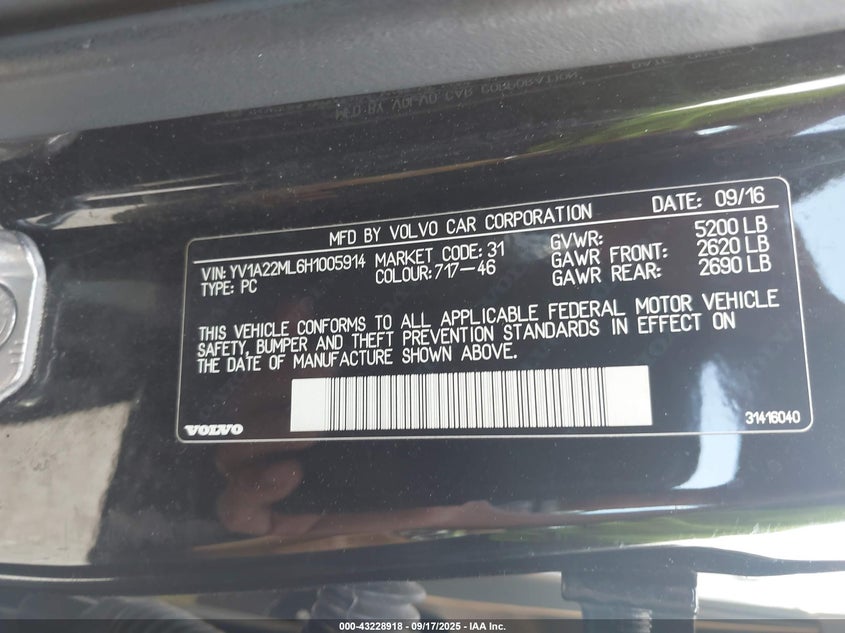 MFD BY VOLVO CAR CORPORATION DATE: 09/16
VIN: YV1A22ML6H1005914 MARKET CODE: 31 GVWR: 5200 LB
TYPE: PC COLOUR: 717-46 GAWR FRONT: 2620 LB
GAWR REAR: 2690 LB
THIS VEHICLE CONFORMS TO ALL APPLICABLE FEDERAL MOTOR VEHICLE
SAFETY, BUMPER AND THEFT PREVENTION STANDARDS IN EFFECT ON
THE DATE OF MANUFACTURE SHOWN ABOVE.
VOLVO 31416040
000-43228918 - 09/17/2025 - IAA Inc.